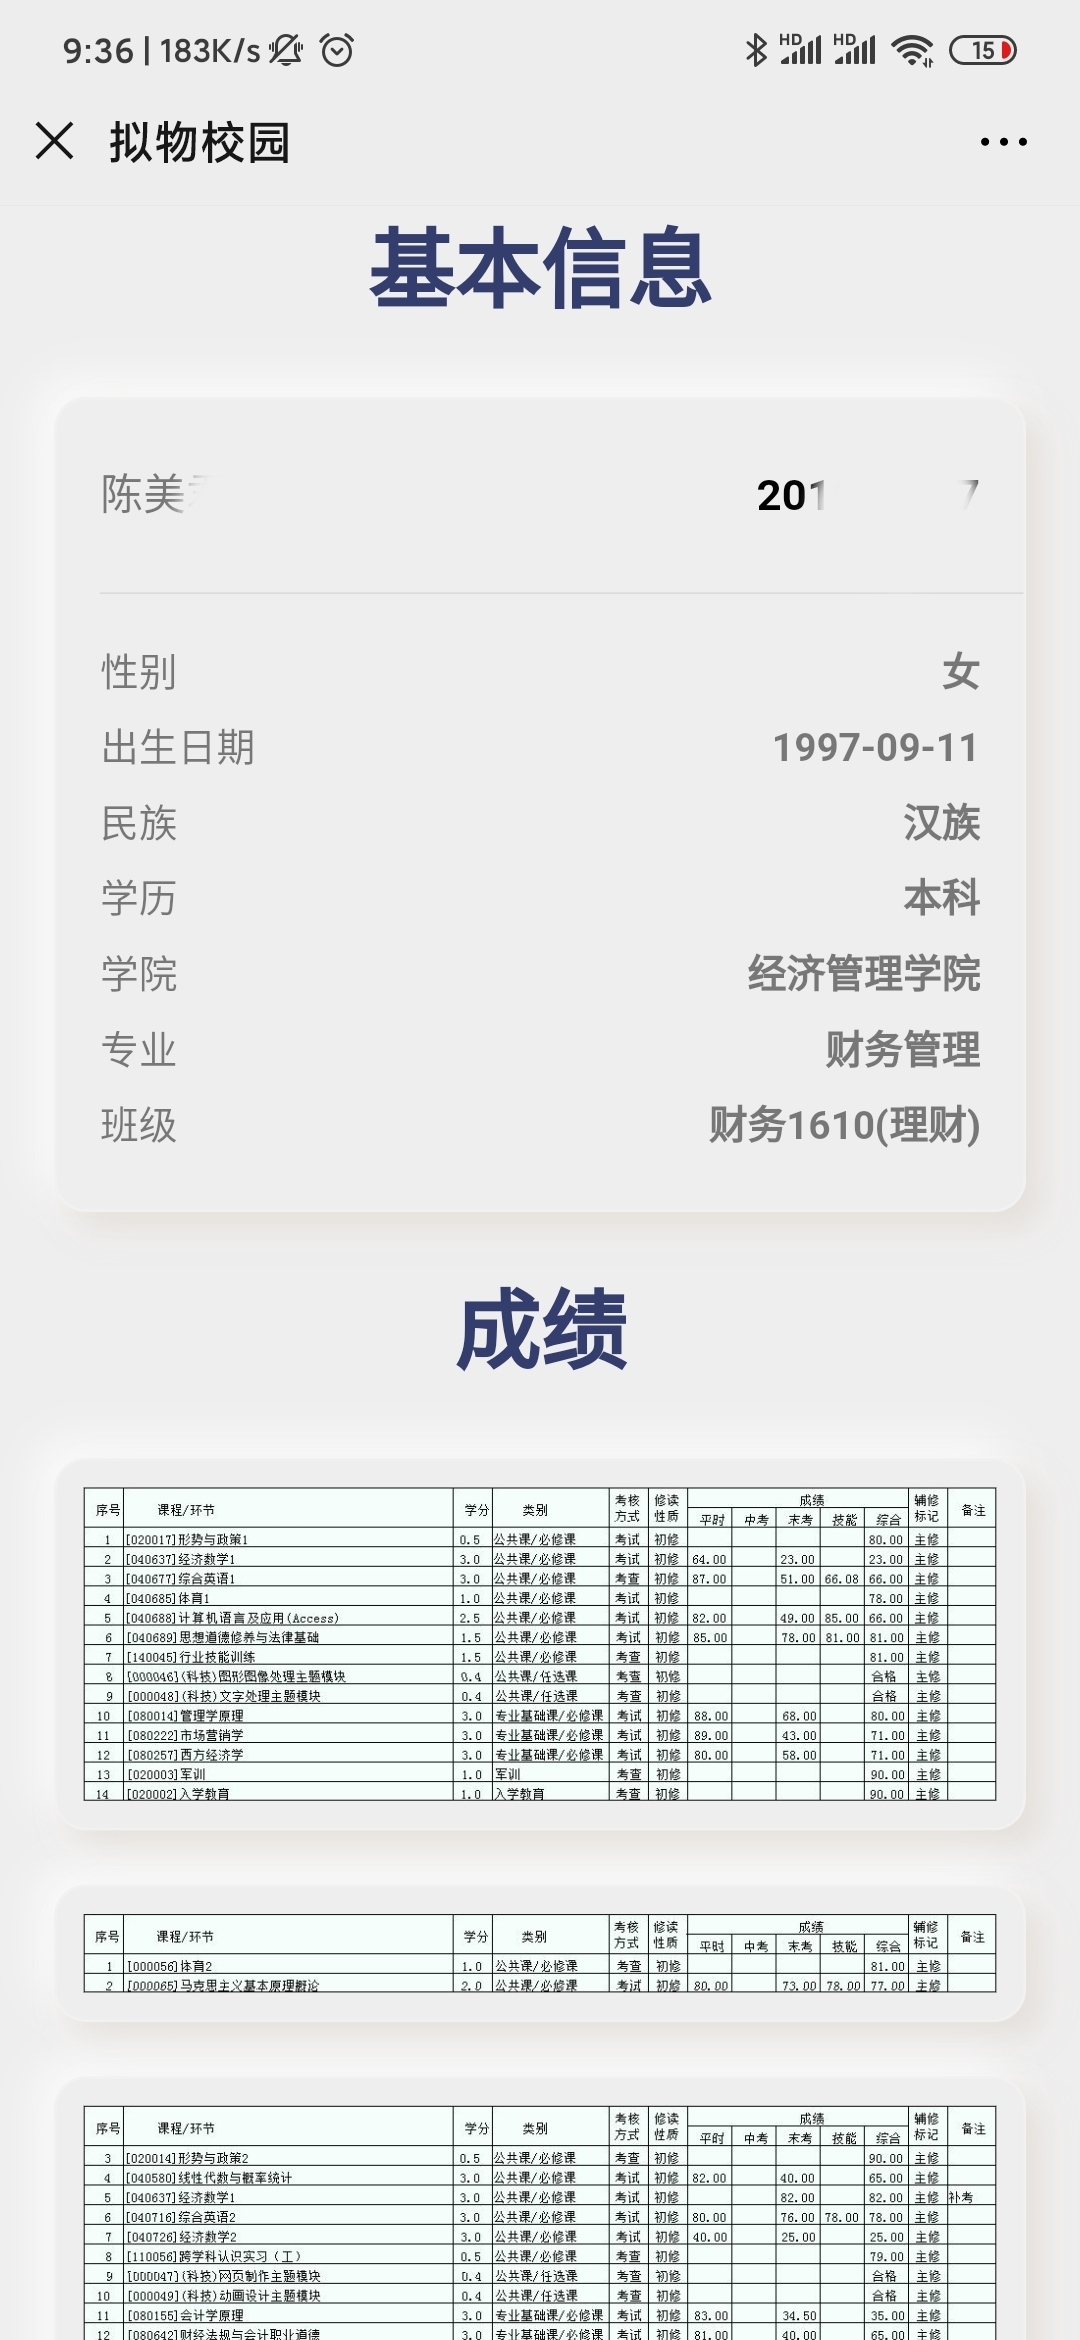 9:36 | 183K/s HD HD 15
拟物校园
基本信息
陈美 201 7
性别 女
出生日期 1997-09-11
民族 汉族
学历 本科
学院 经济管理学院
专业 财务管理
班级 财务1610(理财)
成绩
序号 课程/环节 学分 类别 考核方式 修读性质 成绩 辅修标记 备注
平时 中考 末考 技能 综合
1 [020017]形势与政策1 0.5 公共课/必修课 考试 初修 80.00 主修
2 [040637]经济数学1 3.0 公共课/必修课 考试 初修 64.00 23.00 23.00 主修
3 [040677]综合英语1 3.0 公共课/必修课 考查 初修 87.00 51.00 66.08 66.00 主修
4 [040685]体育1 1.0 公共课/必修课 考试 初修 78.00 主修
5 [040688]计算机语言及应用(Access) 2.5 公共课/必修课 考试 初修 82.00 49.00 85.00 66.00 主修
6 [040689]思想道德修养与法律基础 1.5 公共课/必修课 考试 初修 85.00 78.00 81.00 81.00 主修
7 [140045]行业技能训练 1.5 公共课/必修课 考查 初修 81.00 主修
8 [000046](科技)图形图像处理主题模块 0.4 公共课/任选课 考查 初修 合格 主修
9 [000048](科技)文字处理主题模块 0.4 公共课/任选课 考查 初修 合格 主修
10 [080014]管理学原理 3.0 专业基础课/必修课 考试 初修 88.00 68.00 80.00 主修
11 [080222]市场营销学 3.0 专业基础课/必修课 考试 初修 89.00 43.00 71.00 主修
12 [080257]西方经济学 3.0 专业基础课/必修课 考试 初修 80.00 58.00 71.00 主修
13 [020003]军训 1.0 军训 考查 初修 90.00 主修
14 [020002]入学教育 1.0 入学教育 考查 初修 90.00 主修
序号 课程/环节 学分 类别 考核方式 修读性质 成绩 辅修标记 备注
平时 中考 末考 技能 综合
1 [000056]体育2 1.0 公共课/必修课 考查 初修 81.00 主修
2 [000065]马克思主义基本原理概论 2.0 公共课/必修课 考试 初修 80.00 73.00 78.00 77.00 主修
序号 课程/环节 学分 类别 考核方式 修读性质 成绩 辅修标记 备注
平时 中考 末考 技能 综合
3 [020014]形势与政策2 0.5 公共课/必修课 考查 初修 90.00 主修
4 [040580]线性代数与概率统计 3.0 公共课/必修课 考试 初修 82.00 40.00 65.00 主修
5 [040637]经济数学1 3.0 公共课/必修课 考试 初修 82.00 82.00 主修 补考
6 [040716]综合英语2 3.0 公共课/必修课 考试 初修 80.00 76.00 78.00 78.00 主修
7 [040726]经济数学2 3.0 公共课/必修课 考试 初修 40.00 25.00 25.00 主修
8 [110056]跨学科认识实习（工） 0.5 公共课/必修课 考查 初修 79.00 主修
9 [000047](科技)网页制作主题模块 0.4 公共课/任选课 考查 初修 合格 主修
10 [000049](科技)动画设计主题模块 0.4 公共课/任选课 考查 初修 合格 主修
11 [080155]会计学原理 3.0 专业基础课/必修课 考试 初修 83.00 34.50 35.00 主修
12 [080642]财经法规与会计职业道德 3.0 专业基础课/必修课 考试 初修 81.00 40.00 65.00 主修